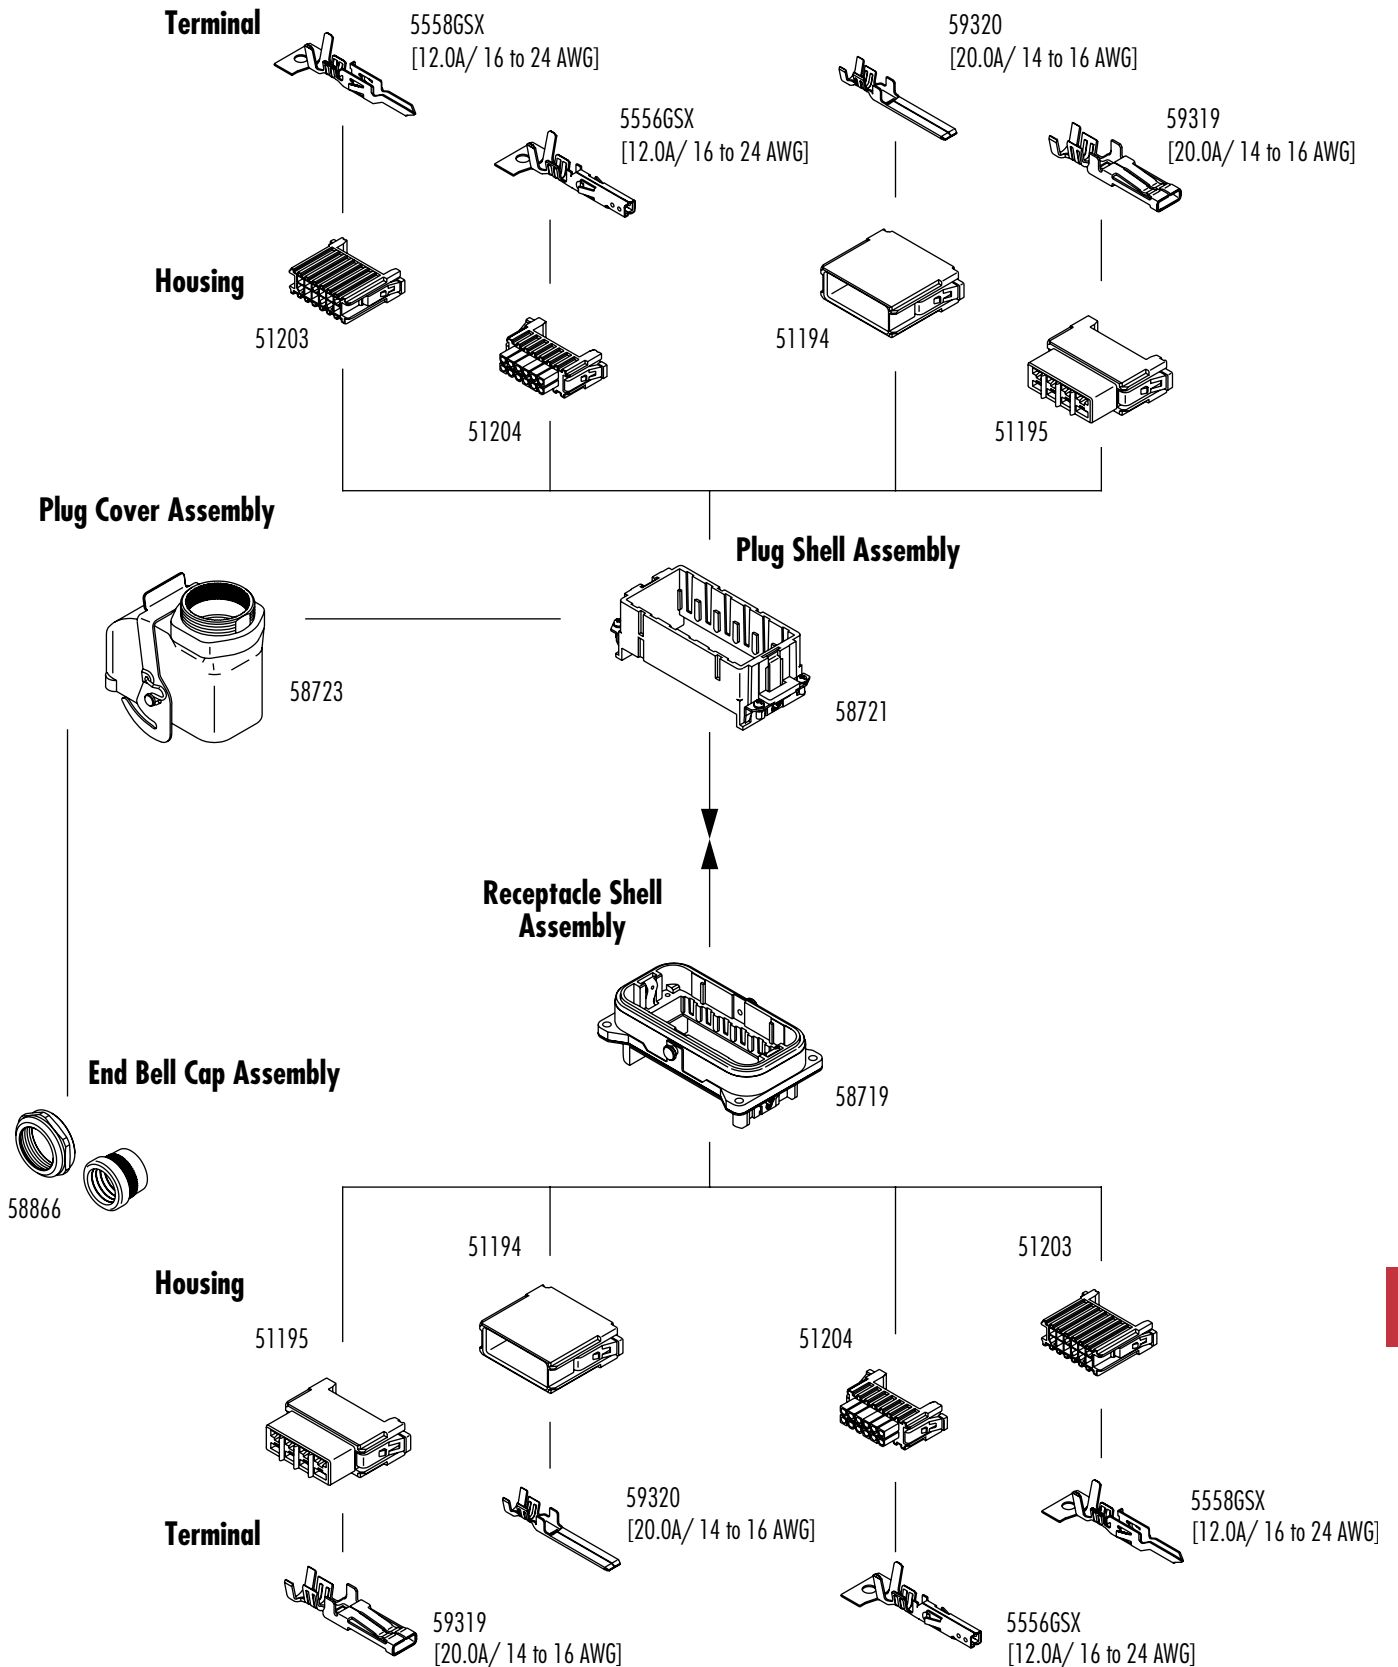 Terminal
5558GSX
[12.0A/ 16 to 24 AWG]
59320
[20.0A/ 14 to 16 AWG]
5556GSX
[12.0A/ 16 to 24 AWG]
59319
[20.0A/ 14 to 16 AWG]
Housing
51203
51194
51204
51195
Plug Cover Assembly
Plug Shell Assembly
58723
58721
Receptacle Shell
Assembly
End Bell Cap Assembly
58719
58866
51194
51203
Housing
51195
51204
59320
[20.0A/ 14 to 16 AWG]
5558GSX
[12.0A/ 16 to 24 AWG]
Terminal
59319
[20.0A/ 14 to 16 AWG]
5556GSX
[12.0A/ 16 to 24 AWG]